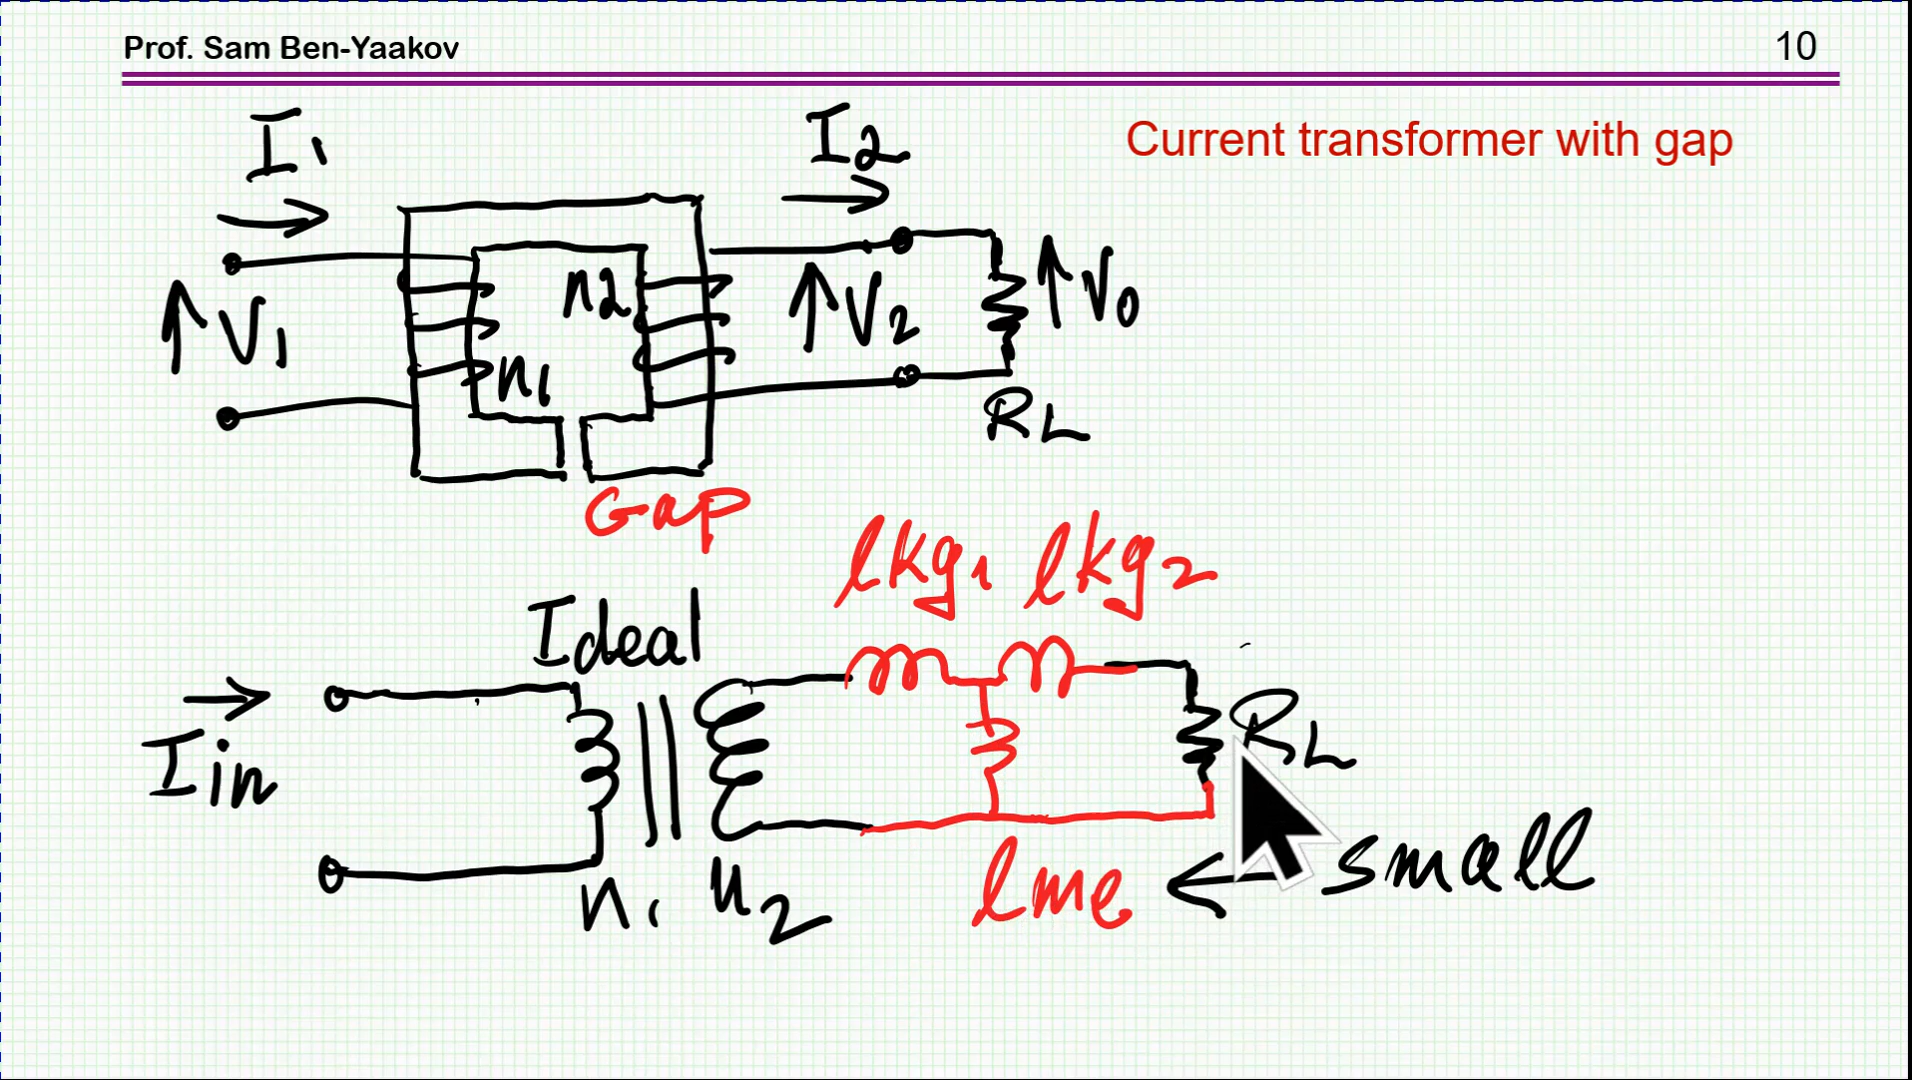 Prof. Sam Ben-Yaakov
10
Current transformer with gap
I1
I2
V1
n1
n2
V2
Vo
RL
Gap
lkg1 lkg2
Ideal
Iin
RL
n1 n2
lme
small